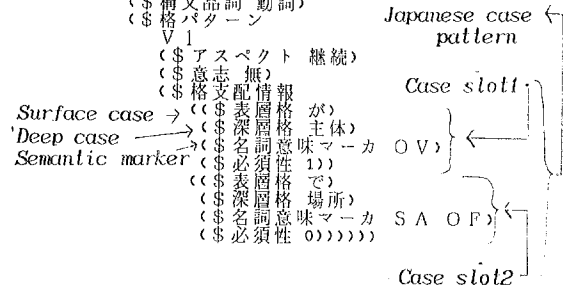 ($構文品詞 動詞)
($格パターン
V 1
($アスペクト 継続)
($意志 無)
($格支配情報
(($表層格 が)
($深層格 主体)
($名詞意味マーカ O V)
($必須性 1))
(($表層格 で)
($深層格 場所)
($名詞意味マーカ S A O F)
($必須性 0))))))
Japanese case
pattern
Case slot1
Surface case
Deep case
Semantic marker
Case slot2